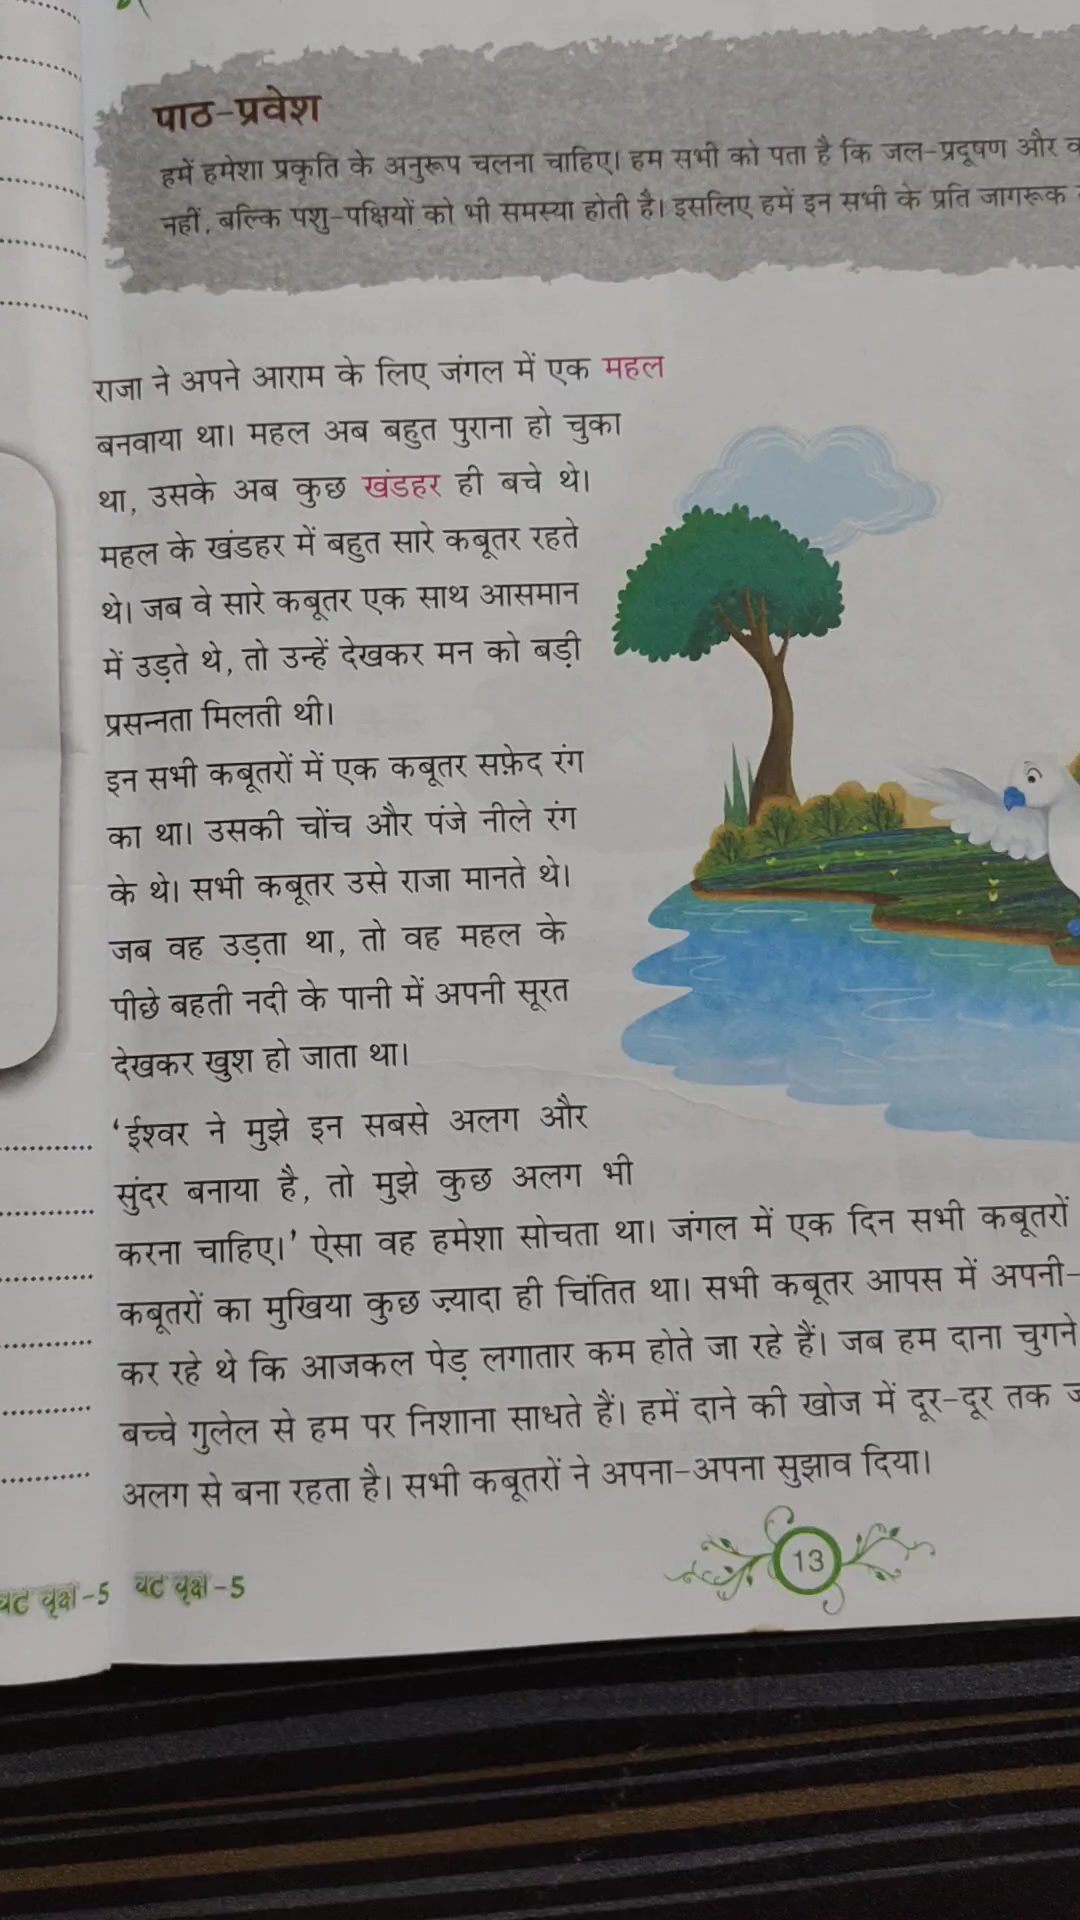 पाठ-प्रवेश
हमें हमेशा प्रकृति के अनुरूप चलना चाहिए। हम सभी को पता है कि जल-प्रदूषण और
नहीं, बल्कि पशु-पक्षियों को भी समस्या होती है। इसलिए हमें इन सभी के प्रति जागरूक
राजा ने अपने आराम के लिए जंगल में एक महल
बनवाया था। महल अब बहुत पुराना हो चुका
था, उसके अब कुछ खंडहर ही बचे थे।
महल के खंडहर में बहुत सारे कबूतर रहते
थे। जब वे सारे कबूतर एक साथ आसमान
में उड़ते थे, तो उन्हें देखकर मन को बड़ी
प्रसन्नता मिलती थी।
इन सभी कबूतरों में एक कबूतर सफ़ेद रंग
का था। उसकी चोंच और पंजे नीले रंग
के थे। सभी कबूतर उसे राजा मानते थे।
जब वह उड़ता था, तो वह महल के
पीछे बहती नदी के पानी में अपनी सूरत
देखकर खुश हो जाता था।
‘ईश्वर ने मुझे इन सबसे अलग और
सुंदर बनाया है, तो मुझे कुछ अलग भी
करना चाहिए।’ ऐसा वह हमेशा सोचता था। जंगल में एक दिन सभी कबूतरों
कबूतरों का मुखिया कुछ ज़्यादा ही चिंतित था। सभी कबूतर आपस में अपनी-
कर रहे थे कि आजकल पेड़ लगातार कम होते जा रहे हैं। जब हम दाना चुगने
बच्चे गुलेल से हम पर निशाना साधते हैं। हमें दाने की खोज में दूर-दूर तक
अलग से बना रहता है। सभी कबूतरों ने अपना-अपना सुझाव दिया।
13
वट वृक्ष-5 वट वृक्ष-5